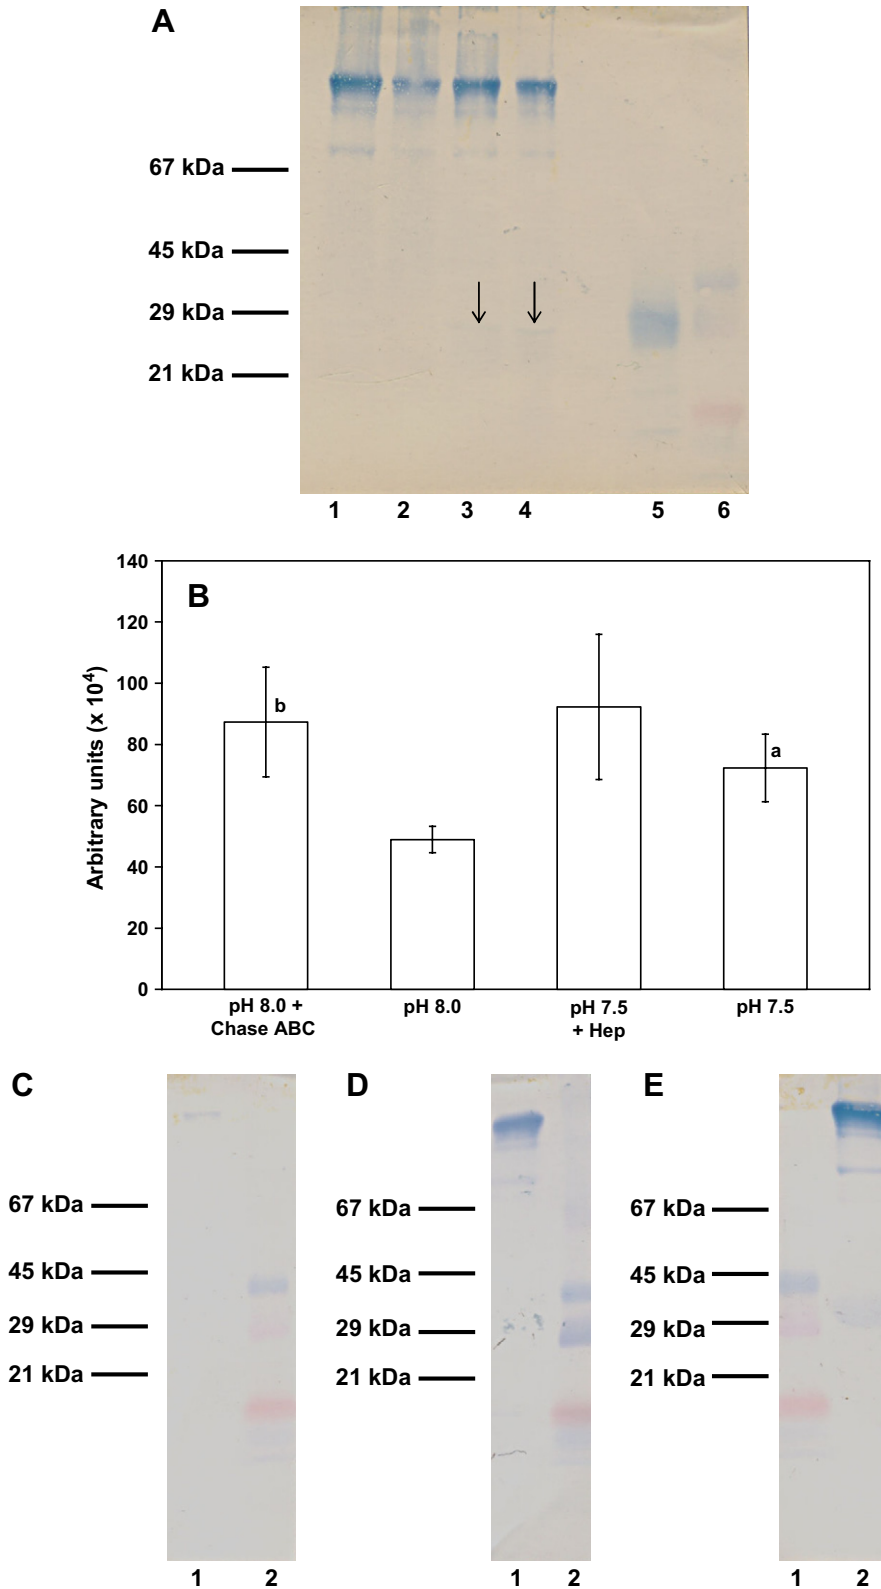 A
67 kDa
45 kDa
29 kDa
21 kDa
1 2 3 4 5 6
B
Arbitrary units (x 10⁴)
140
120
100
80
60
40
20
0
b
a
pH 8.0 +
Chase ABC
pH 8.0
pH 7.5
+ Hep
pH 7.5
C
67 kDa
45 kDa
29 kDa
21 kDa
1 2
D
67 kDa
45 kDa
29 kDa
21 kDa
1 2
E
67 kDa
45 kDa
29 kDa
21 kDa
1 2